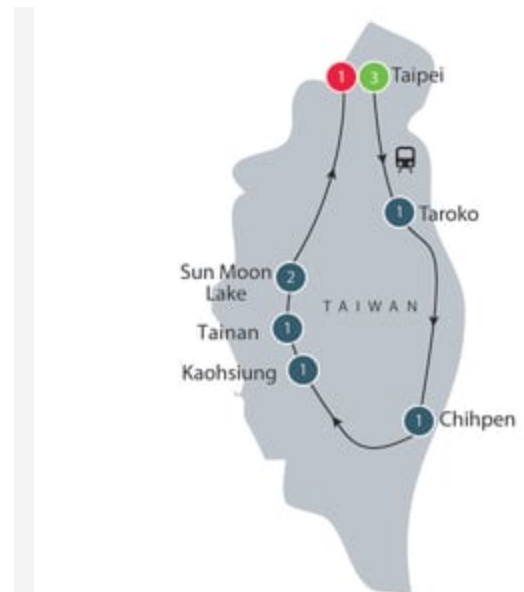 1 3 Taipei
1 Taroko
Sun Moon
Lake
2
TAIWAN
Tainan 1
Kaohsiung 1
1 Chihpen